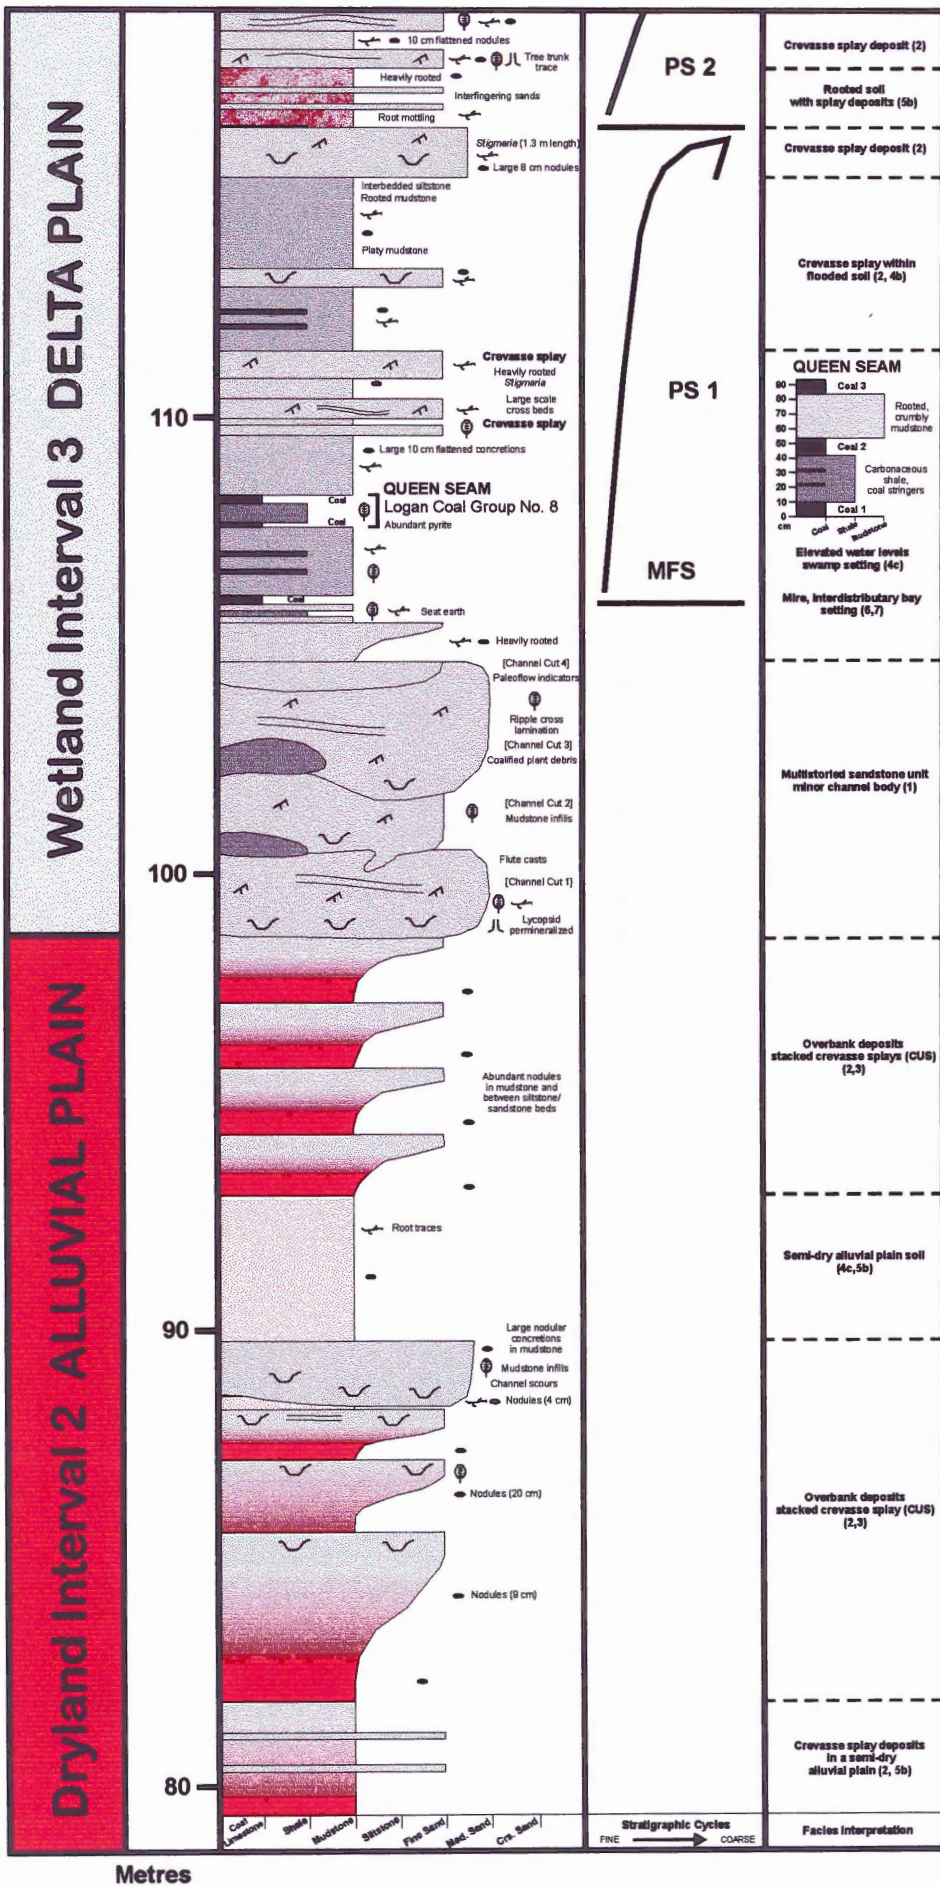 Wetland Interval 3 DELTA PLAIN
Dryland Interval 2 ALLUVIAL PLAIN
110
100
90
80
Metres
10 cm flattened nodules
Tree trunk
trace
Heavily rooted
Interfingering sands
Root mottling
Stigmaria (1.3 m length)
Large 8 cm nodules
Interbedded siltstone
Rooted mudstone
Platy mudstone
Crevasse splay
Heavily rooted
Stigmaria
Large scale
cross beds
Crevasse splay
Large 10 cm flattened concretions
Coal
QUEEN SEAM
Logan Coal Group No. 8
Coal
Abundant pyrite
Coal
Seat earth
Heavily rooted
[Channel Cut 4]
Paleoflow indicators
Ripple cross
lamination
[Channel Cut 3]
Coalified plant debris
[Channel Cut 2]
Mudstone infills
Flute casts
[Channel Cut 1]
Lycopsid
permineralized
Abundant nodules
in mudstone and
between siltstone/
sandstone beds
Root traces
Large nodular
concretions
in mudstone
Mudstone infills
Channel scours
Nodules (4 cm)
Nodules (20 cm)
Nodules (8 cm)
Coal
Limestone
Shale
Mudstone
Siltstone
Fine Sand
Med. Sand
Crs. Sand
PS 2
PS 1
MFS
Stratigraphic Cycles
FINE COARSE
Crevasse splay deposit (2)
Rooted soil
with splay deposits (5b)
Crevasse splay deposit (2)
Crevasse splay within
flooded soil (2, 4b)
QUEEN SEAM
90
80
70
60
50
40
30
20
10
0
cm
Coal 3
Rooted,
crumbly
mudstone
Coal 2
Carbonaceous
shale,
coal stringers
Coal 1
Coal
Shale
Mudstone
Elevated water levels
swamp setting (4c)
Mire, interdistributary bay
setting (6,7)
Multistoried sandstone unit
minor channel body (1)
Overbank deposits
stacked crevasse splays (CUS)
(2,3)
Semi-dry alluvial plain soil
(4c,5b)
Overbank deposits
stacked crevasse splay (CUS)
(2,3)
Crevasse splay deposits
in a semi-dry
alluvial plain (2, 5b)
Facies Interpretation